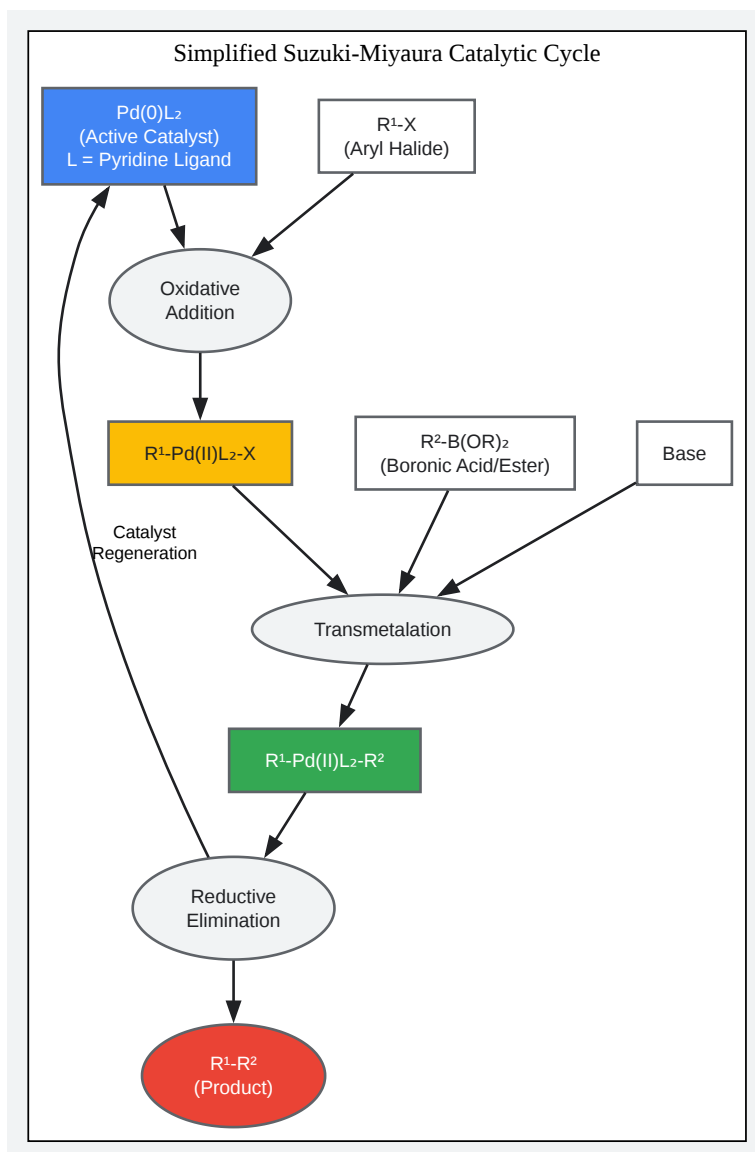 Simplified Suzuki-Miyaura Catalytic Cycle
Pd(0)L₂
(Active Catalyst)
L = Pyridine Ligand
R¹-X
(Aryl Halide)
Oxidative
Addition
R¹-Pd(II)L₂-X
R²-B(OR)₂
(Boronic Acid/Ester)
Base
Catalyst
Regeneration
Transmetalation
R¹-Pd(II)L₂-R²
Reductive
Elimination
R¹-R²
(Product)